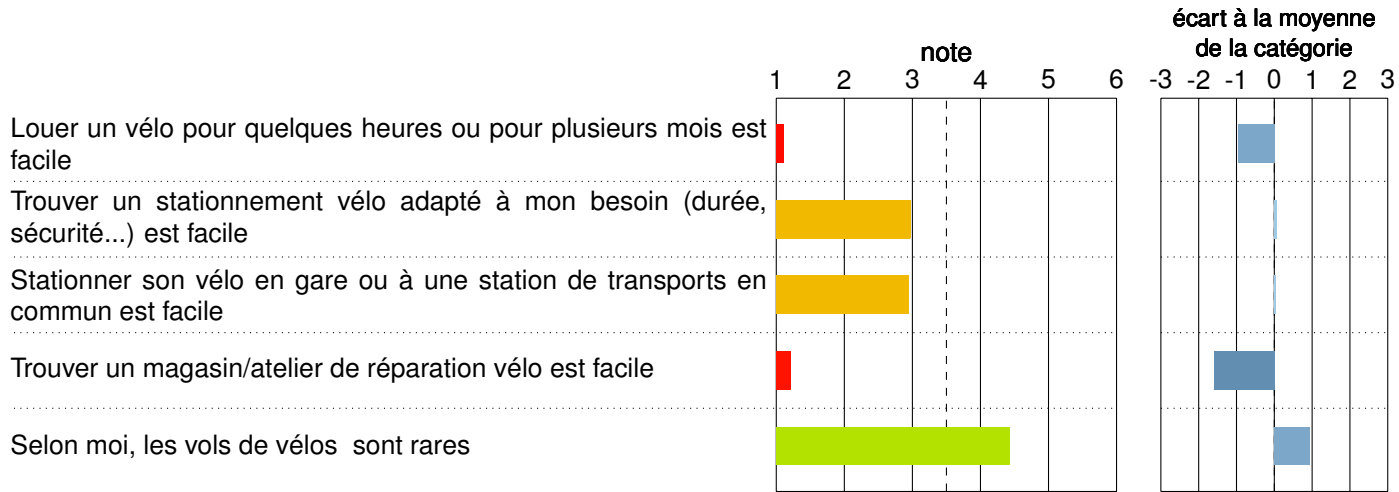 écart à la moyenne
de la catégorie
note
1 2 3 4 5 6 -3 -2 -1 0 1 2 3
Louer un vélo pour quelques heures ou pour plusieurs mois est
facile
Trouver un stationnement vélo adapté à mon besoin (durée,
sécurité...) est facile
Stationner son vélo en gare ou à une station de transports en
commun est facile
Trouver un magasin/atelier de réparation vélo est facile
Selon moi, les vols de vélos sont rares